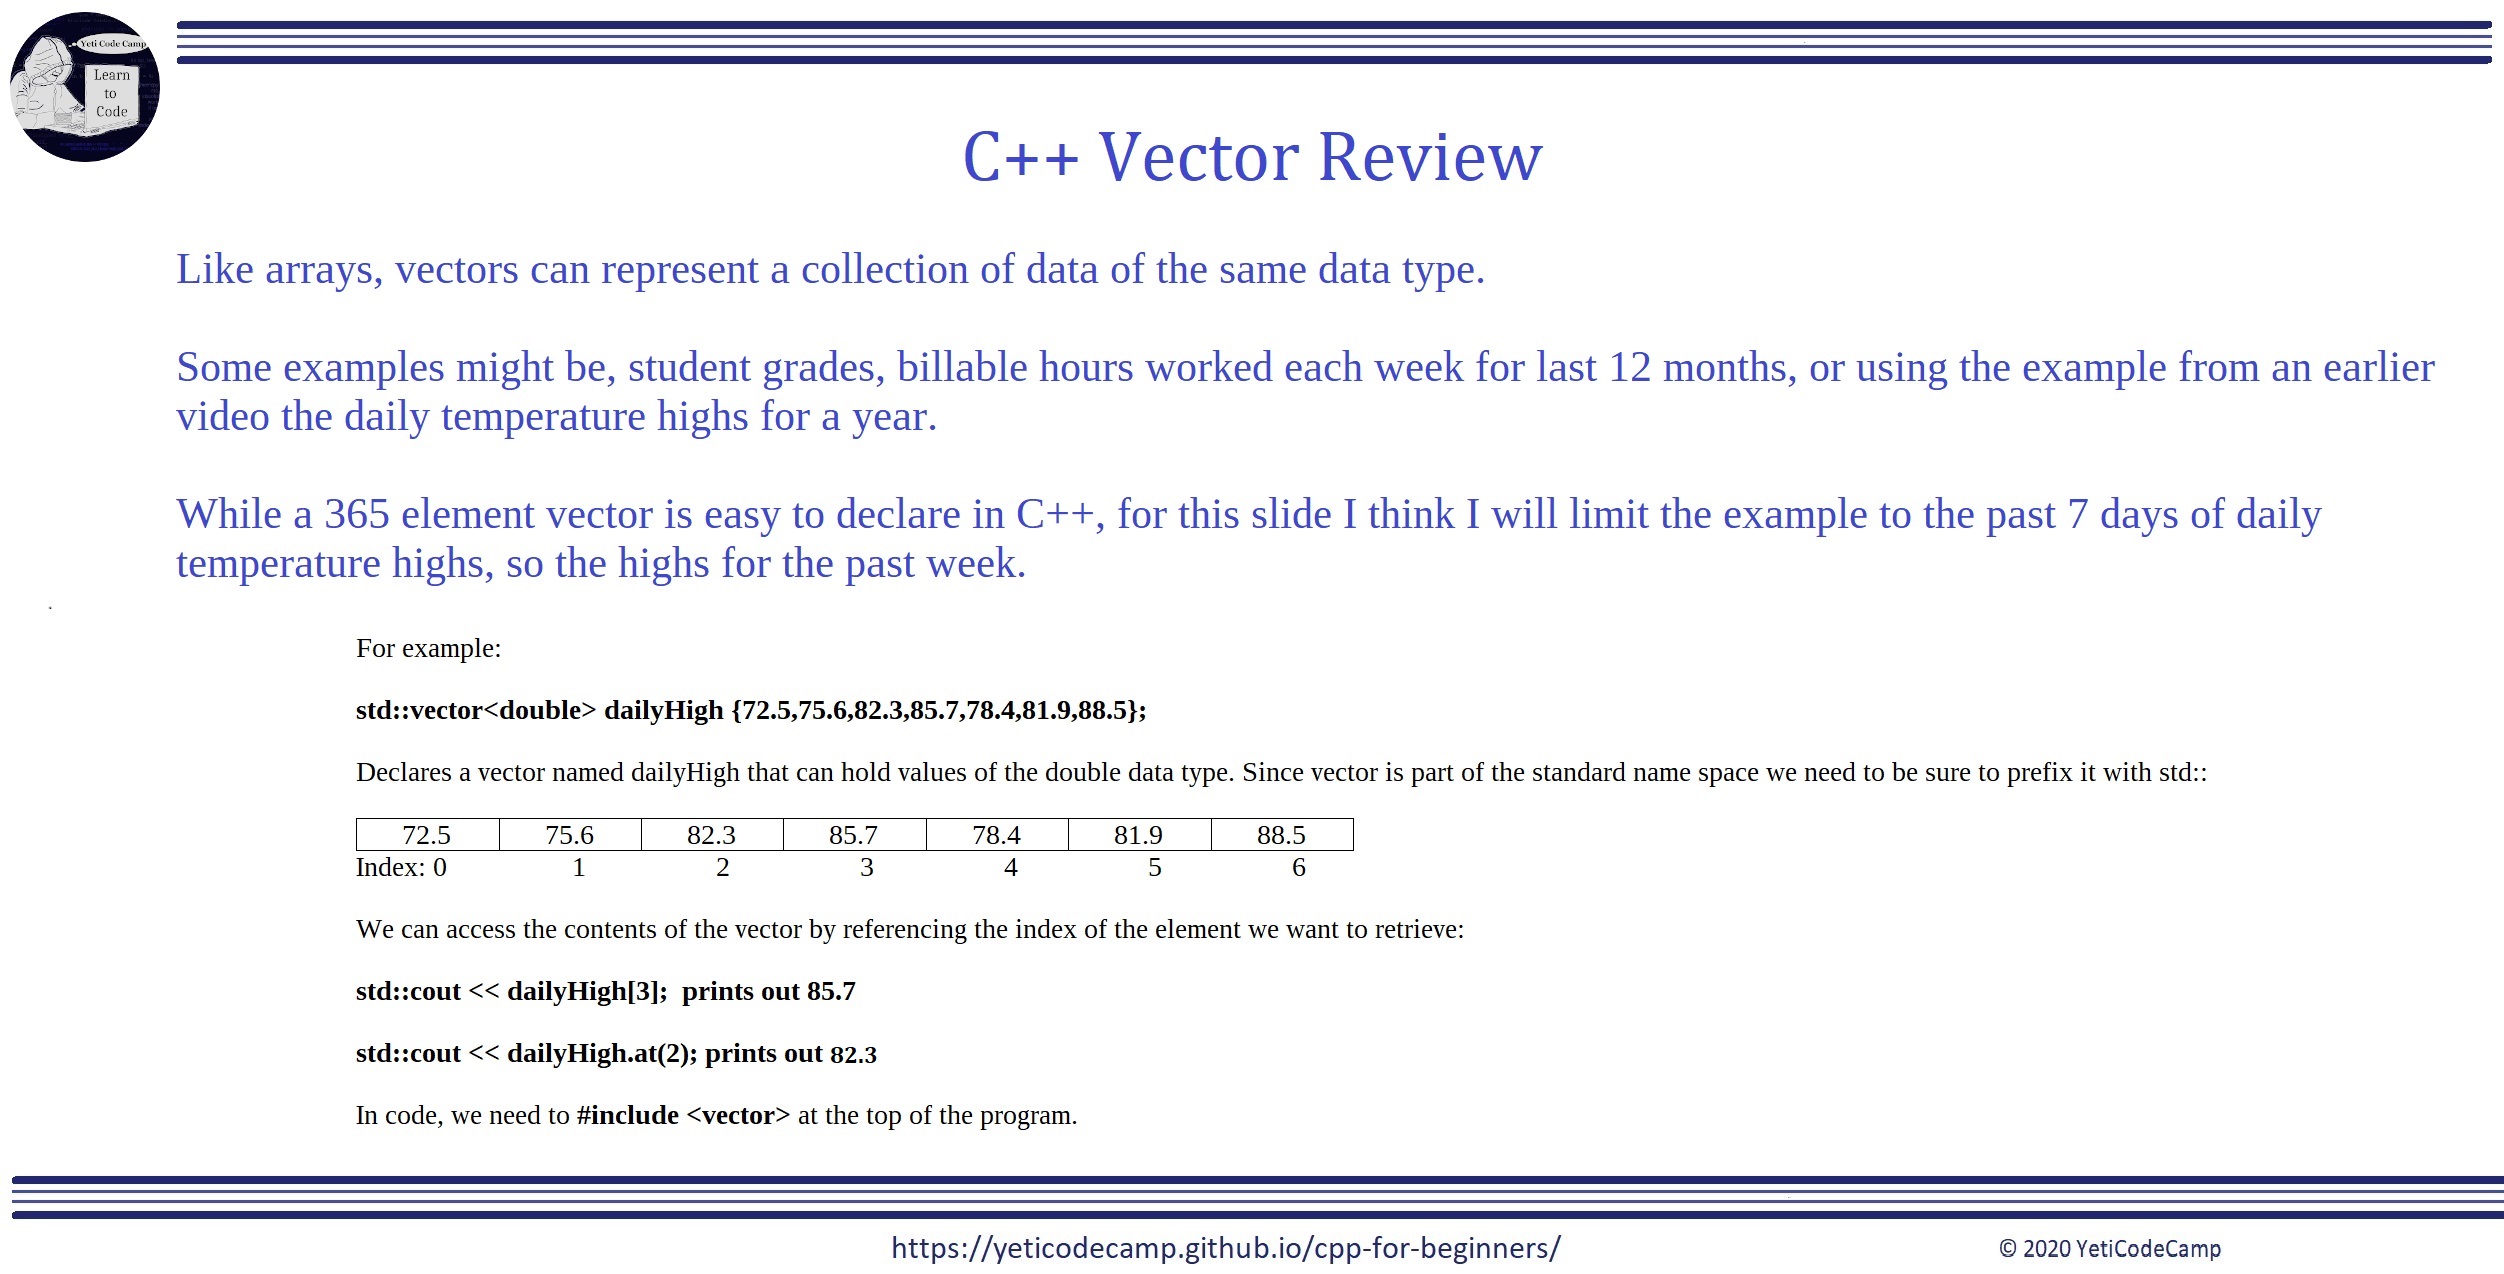 Yeti Code Camp
Learn
to
Code
C++ Vector Review
Like arrays, vectors can represent a collection of data of the same data type.
Some examples might be, student grades, billable hours worked each week for last 12 months, or using the example from an earlier
video the daily temperature highs for a year.
While a 365 element vector is easy to declare in C++, for this slide I think I will limit the example to the past 7 days of daily
temperature highs, so the highs for the past week.
For example:
std::vector<double> dailyHigh {72.5,75.6,82.3,85.7,78.4,81.9,88.5};
Declares a vector named dailyHigh that can hold values of the double data type. Since vector is part of the standard name space we need to be sure to prefix it with std::
72.5 75.6 82.3 85.7 78.4 81.9 88.5
Index: 0 1 2 3 4 5 6
We can access the contents of the vector by referencing the index of the element we want to retrieve:
std::cout << dailyHigh[3];  prints out 85.7
std::cout << dailyHigh.at(2); prints out 82.3
In code, we need to #include <vector> at the top of the program.
https://yeticodecamp.github.io/cpp-for-beginners/
© 2020 YetiCodeCamp